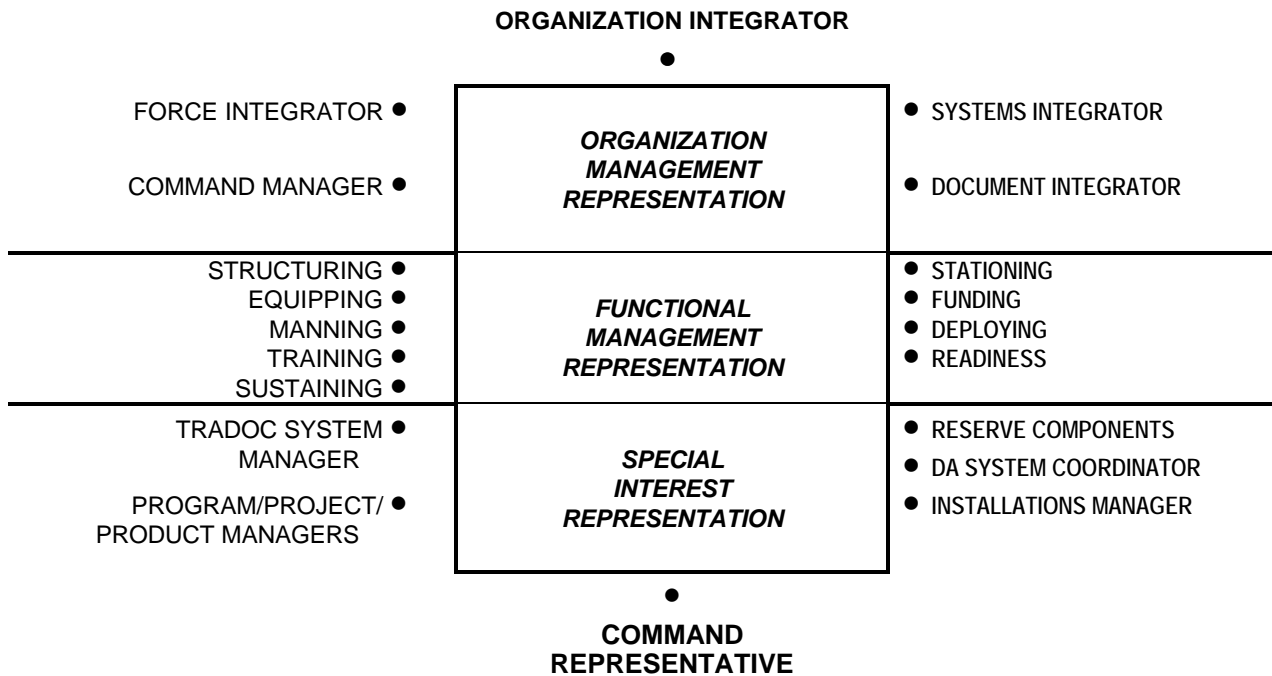 ORGANIZATION INTEGRATOR
●
FORCE INTEGRATOR ●
COMMAND MANAGER ●
ORGANIZATION
MANAGEMENT
REPRESENTATION
● SYSTEMS INTEGRATOR
● DOCUMENT INTEGRATOR
STRUCTURING ●
EQUIPPING ●
MANNING ●
TRAINING ●
SUSTAINING ●
FUNCTIONAL
MANAGEMENT
REPRESENTATION
● STATIONING
● FUNDING
● DEPLOYING
● READINESS
TRADOC SYSTEM ●
MANAGER
PROGRAM/PROJECT/ ●
PRODUCT MANAGERS
SPECIAL
INTEREST
REPRESENTATION
● RESERVE COMPONENTS
● DA SYSTEM COORDINATOR
● INSTALLATIONS MANAGER
●
COMMAND
REPRESENTATIVE